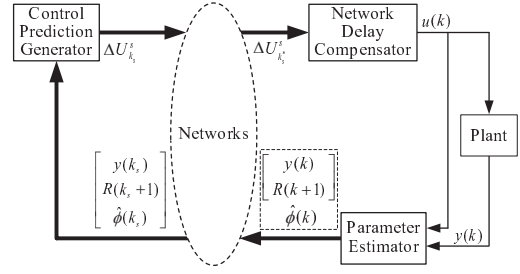 Control
Prediction
Generator
ΔU^s_{k_s}
ΔU^s_{k_s^*}
Network
Delay
Compensator
u(k)
Networks
Plant
y(k_s)
R(k_s +1)
ϕ̂(k_s)
y(k)
R(k+1)
ϕ̂(k)
Parameter
Estimator
y(k)